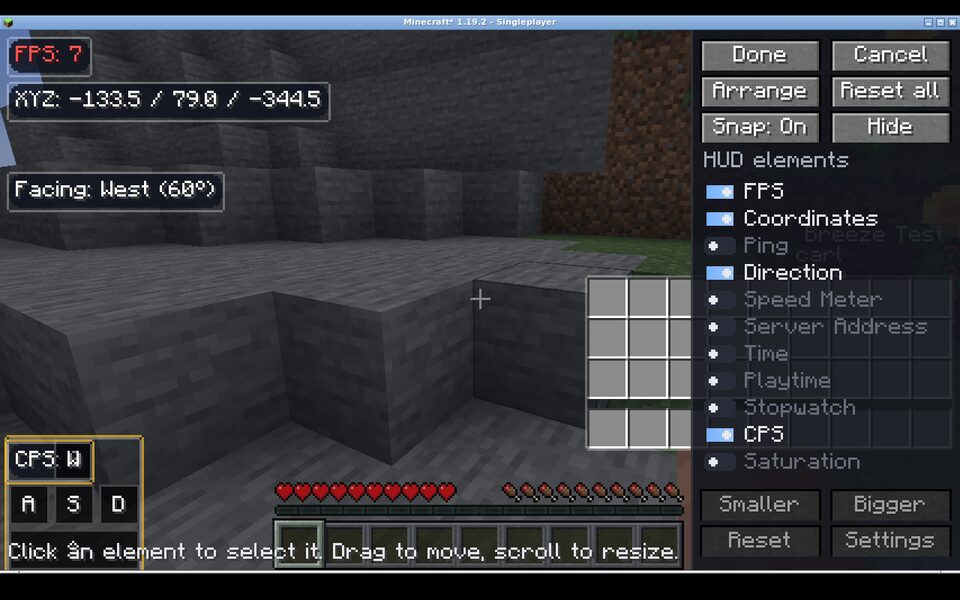 Minecraft* 1.19.2 - Singleplayer
FPS: 7
XYZ: -133.5 / 79.0 / -344.5
Facing: West (60°)
Done
Cancel
Arrange
Reset all
Snap: On
Hide
HUD elements
FPS
Coordinates
Ping
Breeze Test
carl
Direction
Speed Meter
Server Address
Time
Playtime
Stopwatch
CPS
Saturation
CPS: W
A S D
Smaller
Bigger
Reset
Settings
Click an element to select it. Drag to move, scroll to resize.